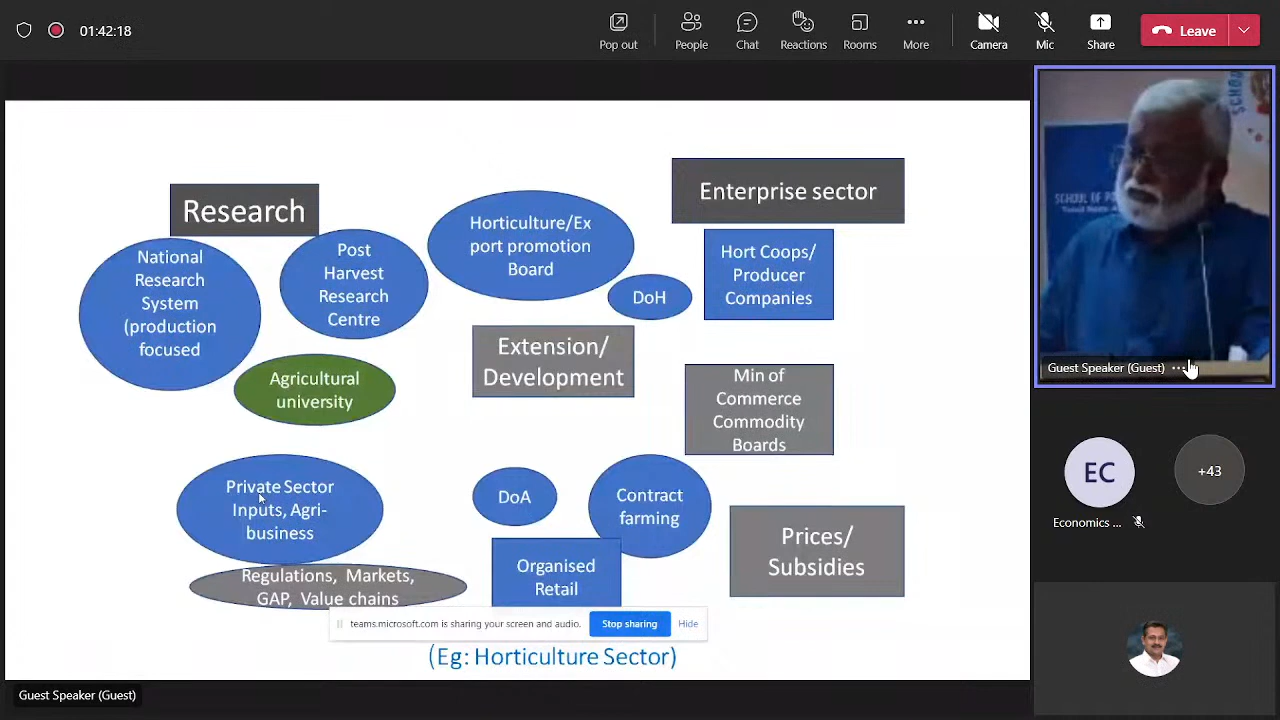 01:42:18
Pop out
People
Chat
Reactions
Rooms
More
Camera
Mic
Share
Leave
Research
Enterprise sector
National
Research
System
(production
focused
Post
Harvest
Research
Centre
Horticulture/Ex
port promotion
Board
DoH
Hort Coops/
Producer
Companies
Extension/
Development
Agricultural
university
Min of
Commerce
Commodity
Boards
Private Sector
Inputs, Agri-
business
DoA
Contract
farming
Prices/
Subsidies
Organised
Retail
Regulations, Markets,
GAP, Value chains
teams.microsoft.com is sharing your screen and audio.
Stop sharing
Hide
(Eg: Horticulture Sector)
Guest Speaker (Guest)
SCHOOL OF
Guest Speaker (Guest)
EC
+43
Economics ...